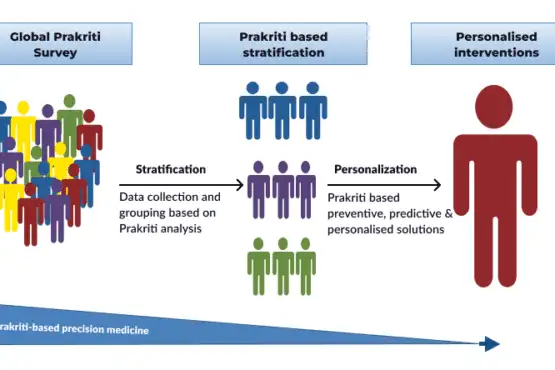 Global Prakriti
Survey
Prakriti based
stratification
Personalised
interventions
Stratification
Data collection and
grouping based on
Prakriti analysis
Personalization
Prakriti based
preventive, predictive &
personalised solutions
rakriti-based precision medicine